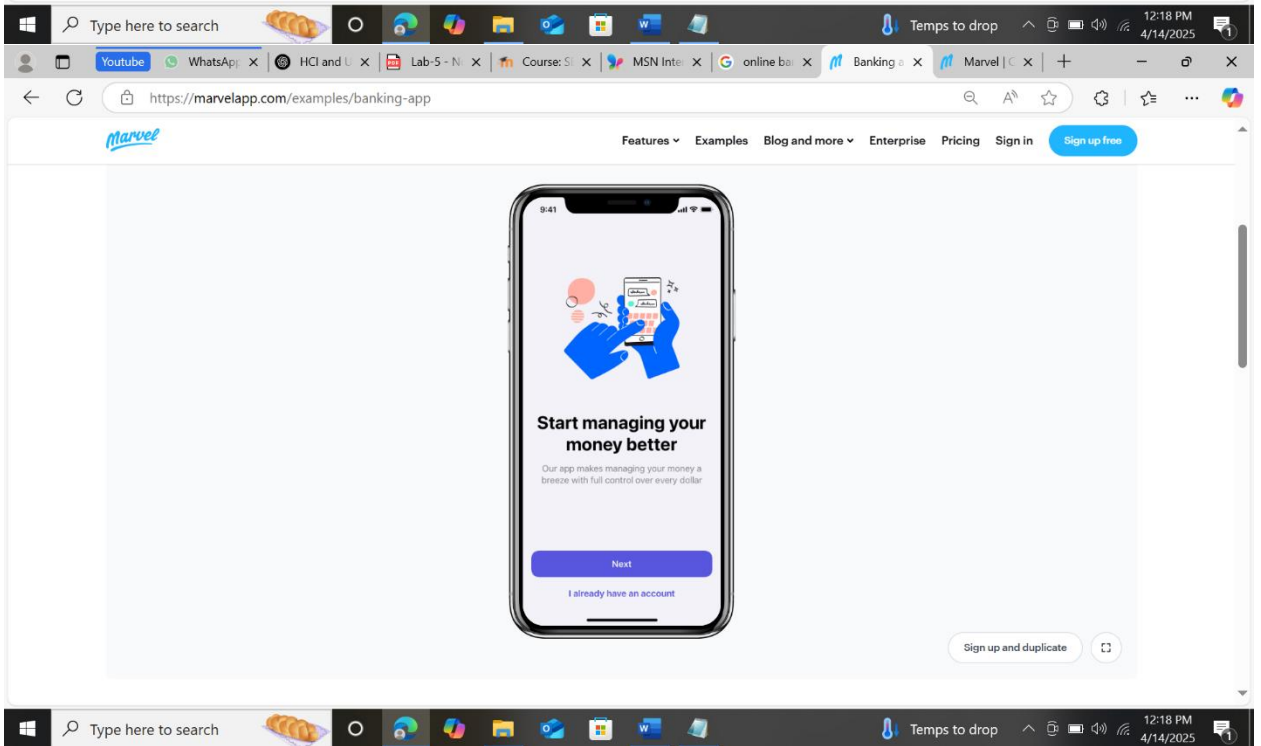 Type here to search
Temps to drop
12:18 PM
4/14/2025
1
Youtube
WhatsAp
HCI and U
Lab-5 - N
Course: S
MSN Inte
online ba
Banking a
Marvel | C
https://marvelapp.com/examples/banking-app
Marvel
Features
Examples
Blog and more
Enterprise
Pricing
Sign in
Sign up free
9:41
Start managing your
money better
Our app makes managing your money a
breeze with full control over every dollar
Next
I already have an account
Sign up and duplicate
Type here to search
Temps to drop
12:18 PM
4/14/2025
1